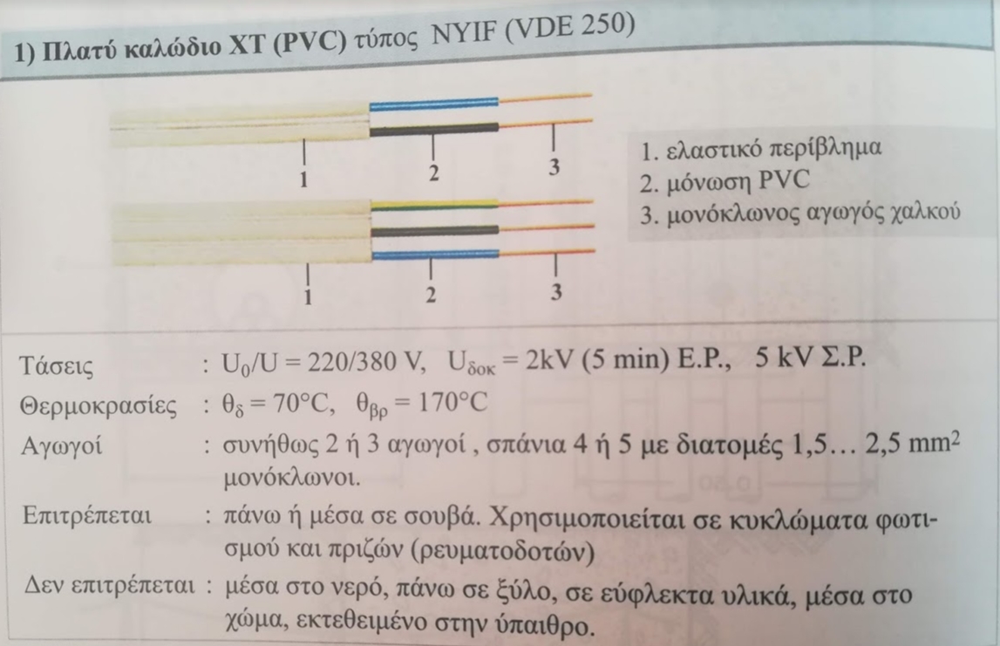 1) Πλατύ καλώδιο ΧΤ (PVC) τύπος NYIF (VDE 250)
1 2 3
1. ελαστικό περίβλημα
2. μόνωση PVC
3. μονόκλωνος αγωγός χαλκού
1 2 3
Τάσεις : U₀/U = 220/380 V, Uδοκ = 2kV (5 min) Ε.Ρ., 5 kV Σ.Ρ.
Θερμοκρασίες : θδ = 70°C, θβρ = 170°C
Αγωγοί : συνήθως 2 ή 3 αγωγοί , σπάνια 4 ή 5 με διατομές 1,5… 2,5 mm²
μονόκλωνοι.
Επιτρέπεται : πάνω ή μέσα σε σουβά. Χρησιμοποιείται σε κυκλώματα φωτι-
σμού και πριζών (ρευματοδοτών)
Δεν επιτρέπεται : μέσα στο νερό, πάνω σε ξύλο, σε εύφλεκτα υλικά, μέσα στο
χώμα, εκτεθειμένο στην ύπαιθρο.